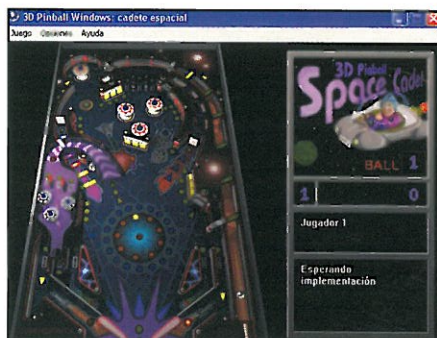 3D Pinball Windows: cadete espacial
Juego Opciones Ayuda
3D Pinball
Space Cadet
BALL 1
1 0
Jugador 1
Esperando
implementación